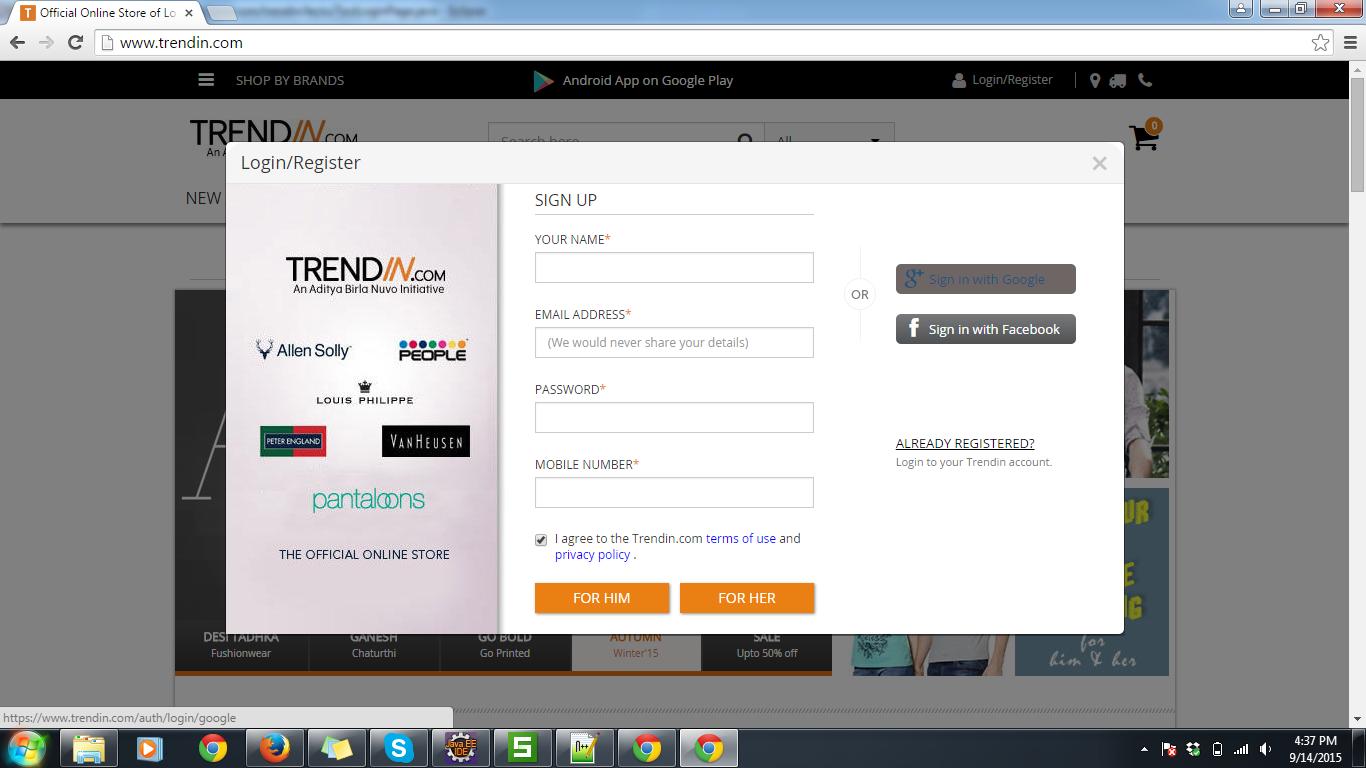 Official Online Store of Lo
www.trendin.com
SHOP BY BRANDS
Android App on Google Play
Login/Register
TRENDIN.COM
0
Search here
All
NEW
Login/Register
TRENDIN.COM
An Aditya Birla Nuvo Initiative
Allen Solly
PEOPLE
LOUIS PHILIPPE
PETER ENGLAND
VANHEUSEN
pantaloons
THE OFFICIAL ONLINE STORE
SIGN UP
YOUR NAME*
EMAIL ADDRESS*
(We would never share your details)
PASSWORD*
MOBILE NUMBER*
I agree to the Trendin.com terms of use and
privacy policy .
FOR HIM
FOR HER
OR
g+ Sign in with Google
f Sign in with Facebook
ALREADY REGISTERED?
Login to your Trendin account.
DESI TADHKA
Fushionwear
GANESH
Chaturthi
GO BOLD
Go Printed
AUTUMN
Winter'15
SALE
Upto 50% off
for
him & her
https://www.trendin.com/auth/login/google
Java EE
IDE
4:37 PM
9/14/2015